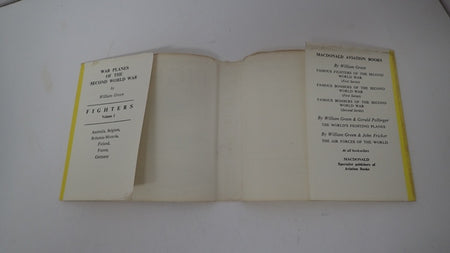 WAR PLANES
OF THE
SECOND WORLD WAR
by
William Green
FIGHTERS
Volume I
Australia, Belgium,
Bohemia-Moravia,
Finland,
France,
Germany
MACDONALD AVIATION BOOKS
By William Green
FAMOUS FIGHTERS OF THE SECOND
WORLD WAR
(First Series)
FAMOUS BOMBERS OF THE SECOND
WORLD WAR
(First Series)
FAMOUS BOMBERS OF THE SECOND
WORLD WAR
(Second Series)
By William Green & Gerald Pollinger
THE WORLD'S FIGHTING PLANES
By William Green & John Fricker
THE AIR FORCES OF THE WORLD
At all booksellers
MACDONALD
Specialist publishers of
Aviation Books